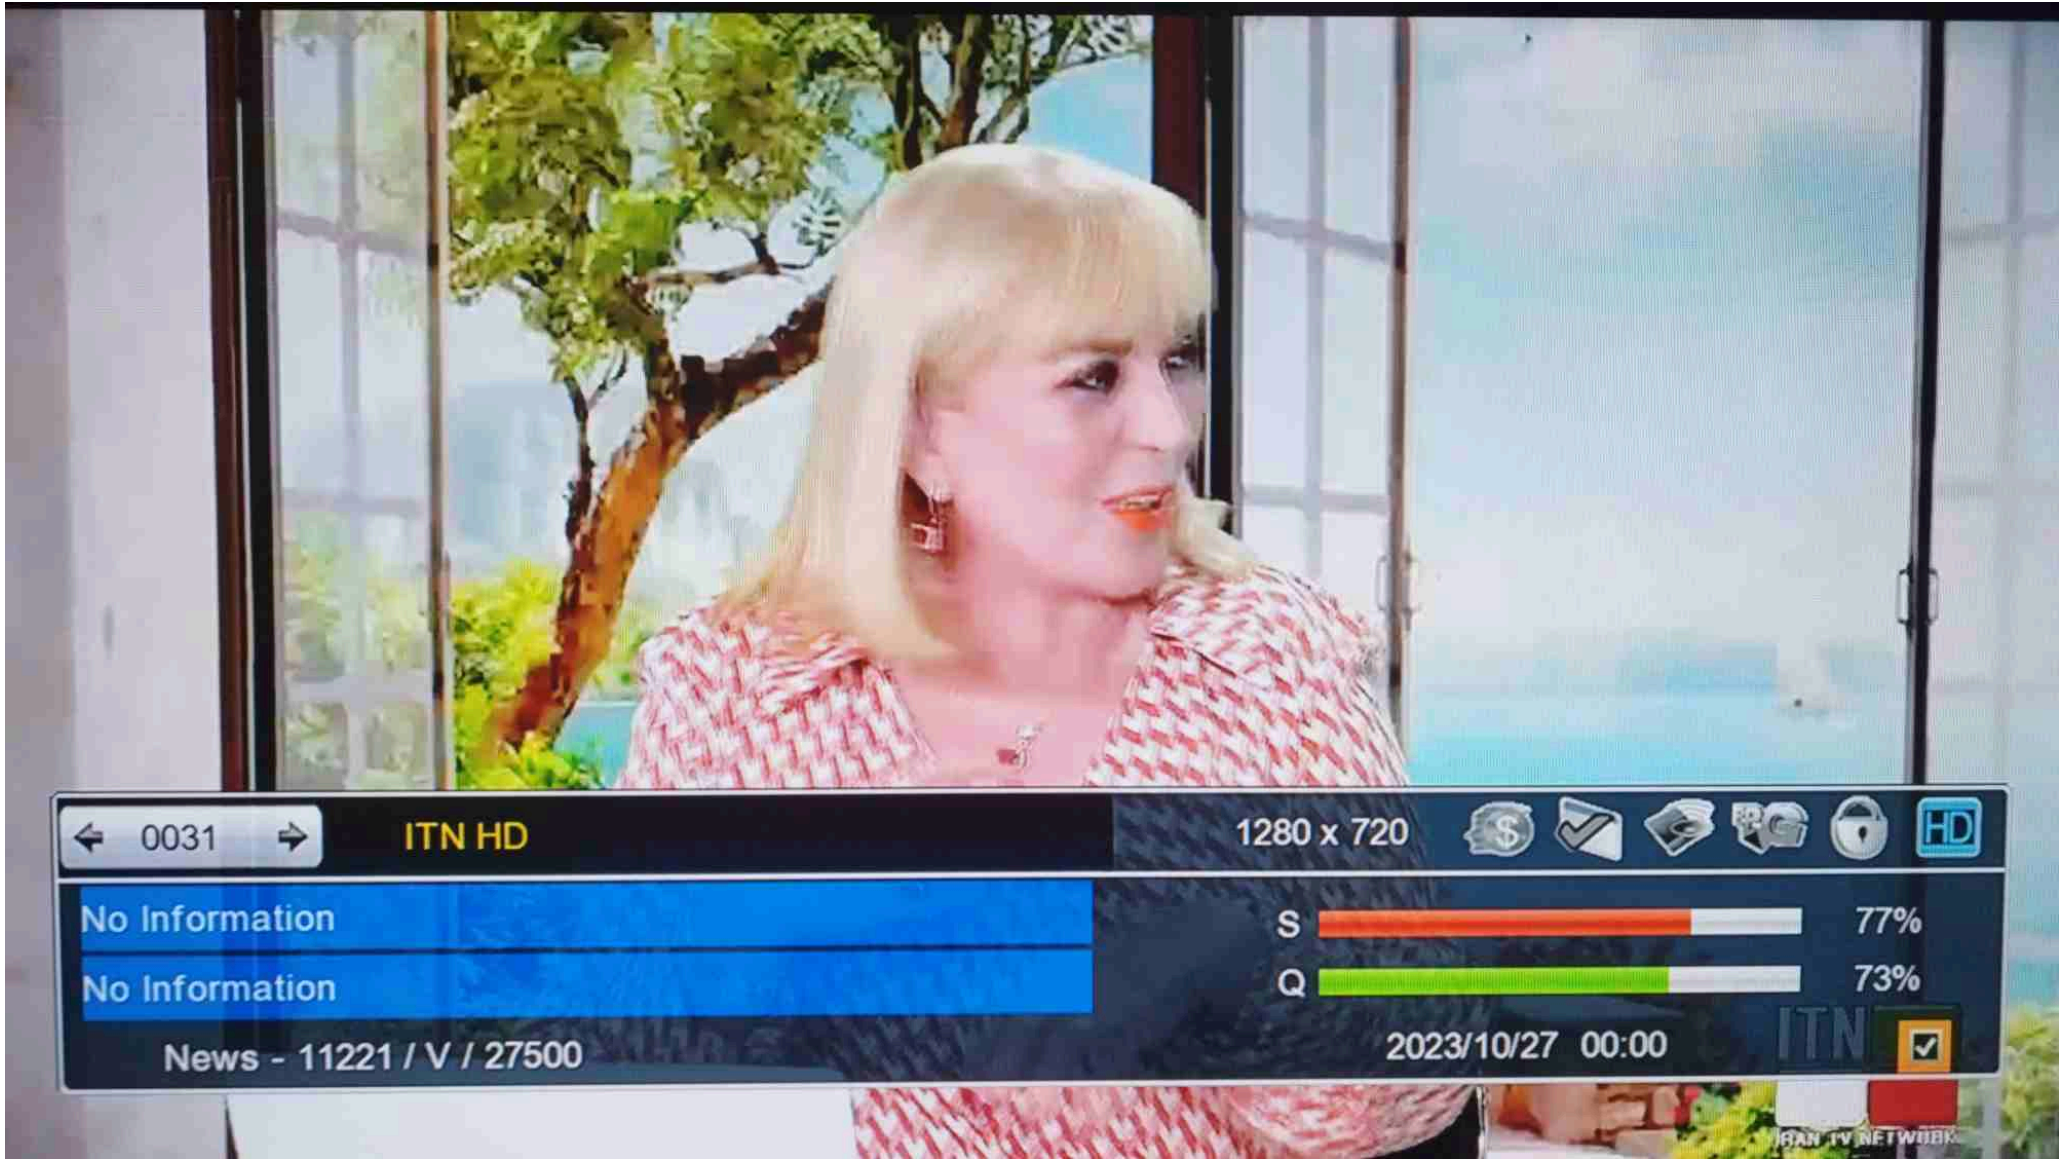 0031 ITN HD 1280 x 720 $ HD
No Information
S 77%
No Information
Q 73%
News - 11221 / V / 27500 2023/10/27 00:00
ITN
IRAN TV NETWORK